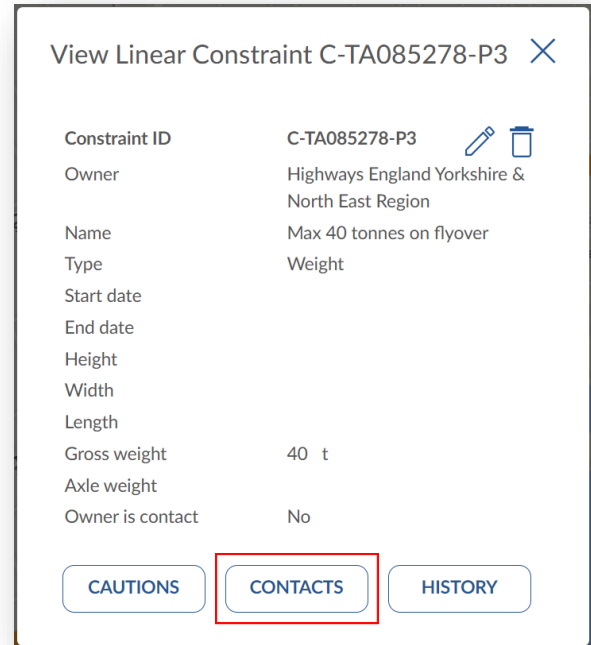 View Linear Constraint C-TA085278-P3
Constraint ID C-TA085278-P3
Owner Highways England Yorkshire &
North East Region
Name Max 40 tonnes on flyover
Type Weight
Start date
End date
Height
Width
Length
Gross weight 40 t
Axle weight
Owner is contact No
CAUTIONS CONTACTS HISTORY